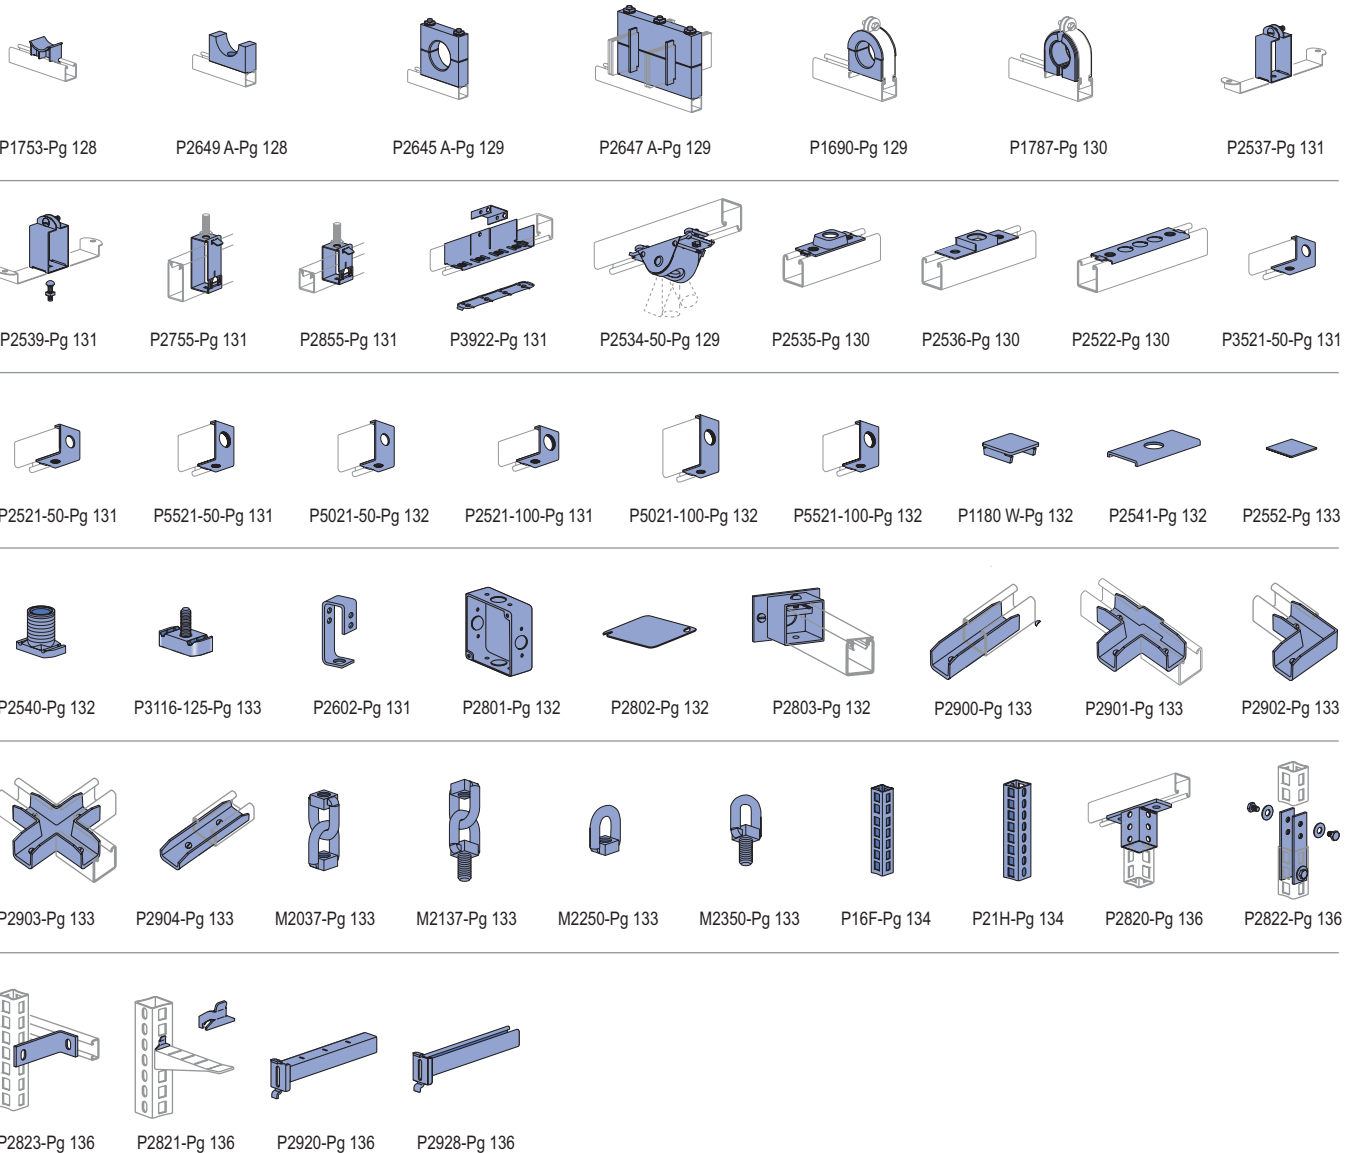 P1753-Pg 128 P2649 A-Pg 128 P2645 A-Pg 129 P2647 A-Pg 129 P1690-Pg 129 P1787-Pg 130 P2537-Pg 131
P2539-Pg 131 P2755-Pg 131 P2855-Pg 131 P3922-Pg 131 P2534-50-Pg 129 P2535-Pg 130 P2536-Pg 130 P2522-Pg 130 P3521-50-Pg 131
P2521-50-Pg 131 P5521-50-Pg 131 P5021-50-Pg 132 P2521-100-Pg 131 P5021-100-Pg 132 P5521-100-Pg 132 P1180 W-Pg 132 P2541-Pg 132 P2552-Pg 133
P2540-Pg 132 P3116-125-Pg 133 P2602-Pg 131 P2801-Pg 132 P2802-Pg 132 P2803-Pg 132 P2900-Pg 133 P2901-Pg 133 P2902-Pg 133
P2903-Pg 133 P2904-Pg 133 M2037-Pg 133 M2137-Pg 133 M2250-Pg 133 M2350-Pg 133 P16F-Pg 134 P21H-Pg 134 P2820-Pg 136 P2822-Pg 136
P2823-Pg 136 P2821-Pg 136 P2920-Pg 136 P2928-Pg 136